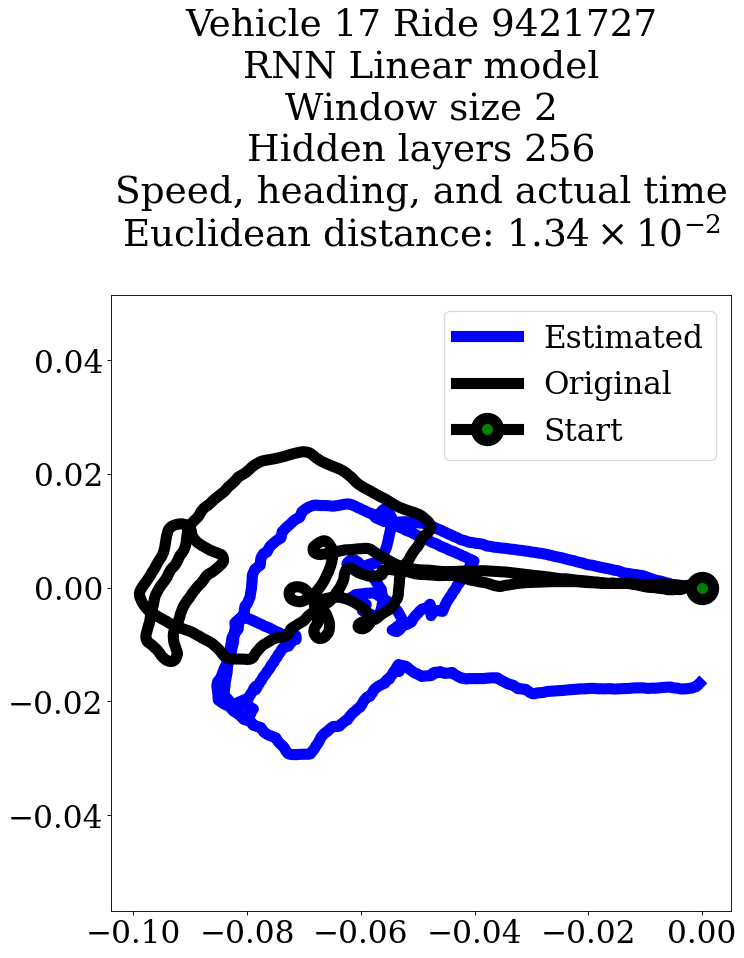 Vehicle 17 Ride 9421727
RNN Linear model
Window size 2
Hidden layers 256
Speed, heading, and actual time
Euclidean distance: 1.34 × 10⁻²
Estimated
Original
Start
0.04
0.02
0.00
−0.02
−0.04
−0.10 −0.08 −0.06 −0.04 −0.02 0.00